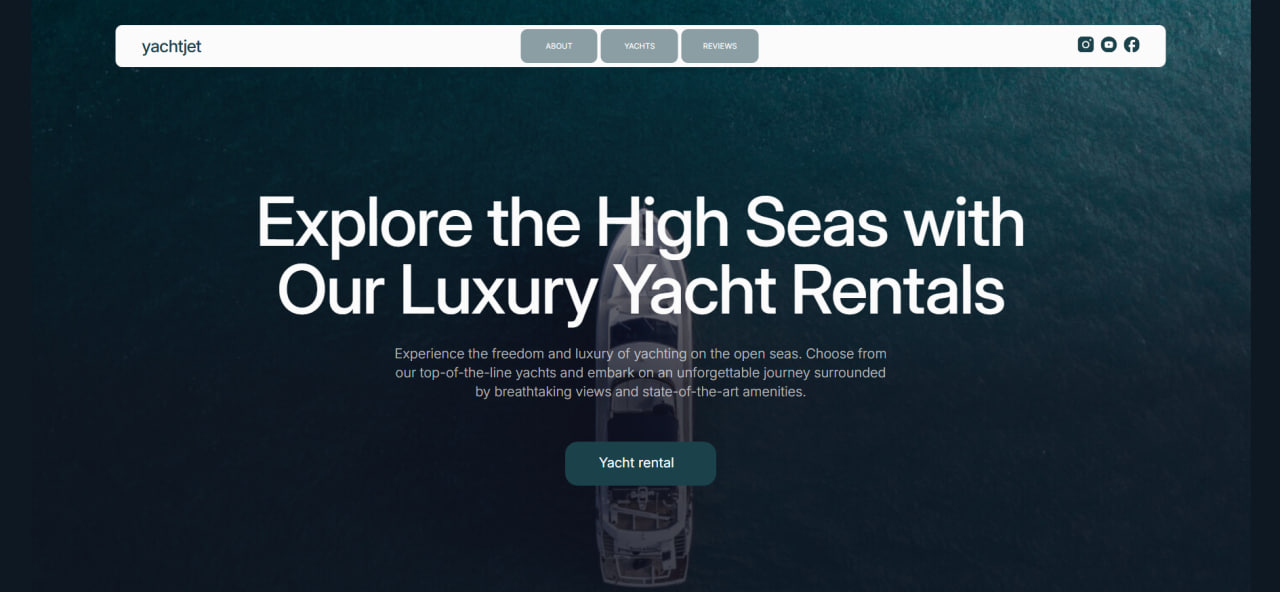 yachtjet
ABOUT
YACHTS
REVIEWS
Explore the High Seas with
Our Luxury Yacht Rentals
Experience the freedom and luxury of yachting on the open seas. Choose from
our top-of-the-line yachts and embark on an unforgettable journey surrounded
by breathtaking views and state-of-the-art amenities.
Yacht rental